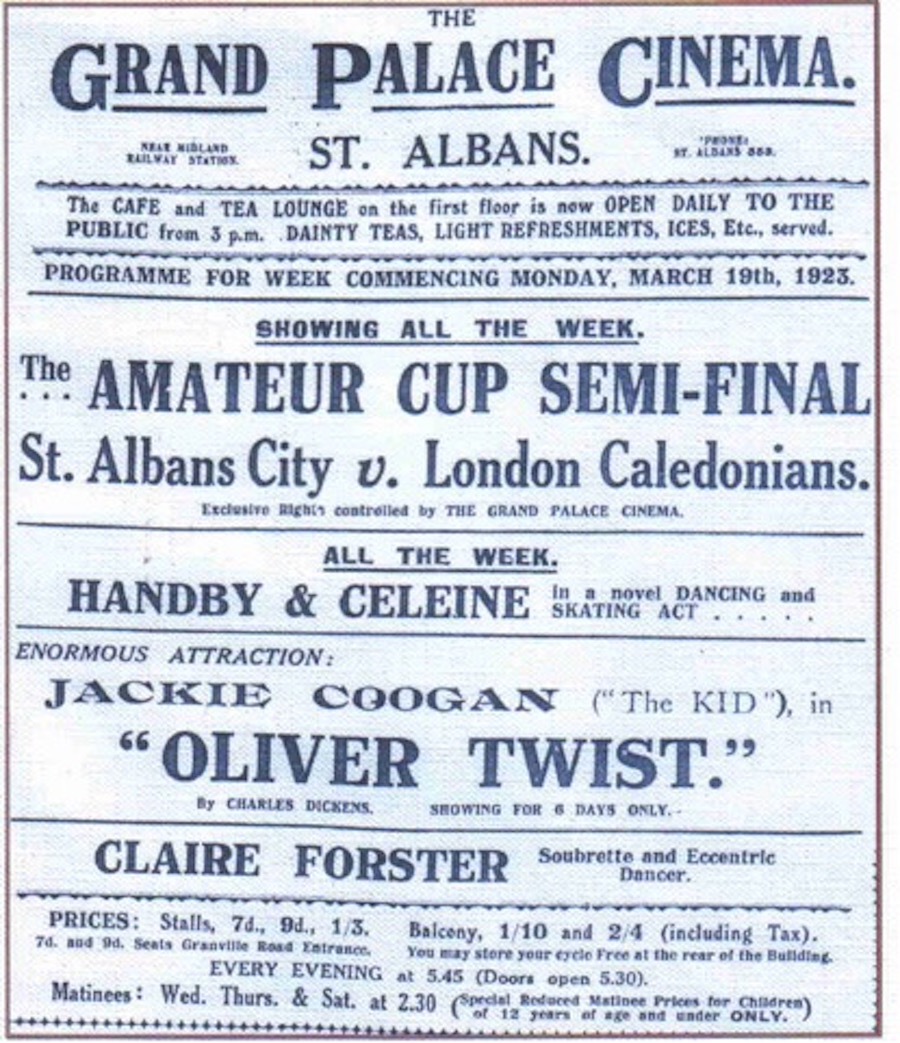 THE
GRAND PALACE CINEMA.
NEAR MIDLAND
RAILWAY STATION.
ST. ALBANS.
'PHONE:
ST. ALBANS
The CAFE and TEA LOUNGE on the first floor is now OPEN DAILY TO THE
PUBLIC from 3 p.m. DAINTY TEAS, LIGHT REFRESHMENTS, ICES, Etc., served.
PROGRAMME FOR WEEK COMMENCING MONDAY, MARCH 19th, 1923.
SHOWING ALL THE WEEK.
The ... AMATEUR CUP SEMI-FINAL
St. Albans City v. London Caledonians.
Exclusive Rights controlled by THE GRAND PALACE CINEMA.
ALL THE WEEK.
HANDBY & CELEINE
in a novel DANCING and
SKATING ACT . . . . .
ENORMOUS ATTRACTION:
JACKIE COOGAN ("The KID"), in
"OLIVER TWIST."
By CHARLES DICKENS. SHOWING FOR 6 DAYS ONLY.
CLAIRE FORSTER
Soubrette and Eccentric
Dancer.
PRICES: Stalls, 7d., 9d., 1/3. Balcony, 1/10 and 2/4 (including Tax).
7d. and 9d. Seats Granville Road Entrance. You may store your cycle Free at the rear of the Building.
EVERY EVENING at 5.45 (Doors open 5.30).
Matinees: Wed. Thurs. & Sat. at 2.30 (Special Reduced Matinee Prices for Children
of 12 years of age and under ONLY.)